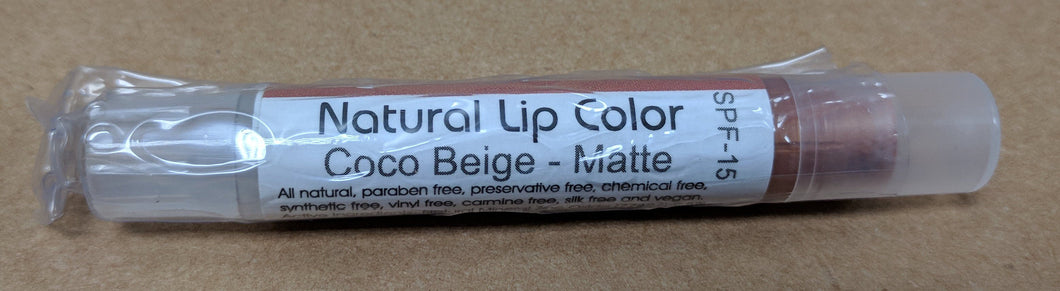 Natural Lip Color
Coco Beige - Matte
All natural, paraben free, preservative free, chemical free,
synthetic free, vinyl free, carmine free, silk free and vegan.
SPF-15